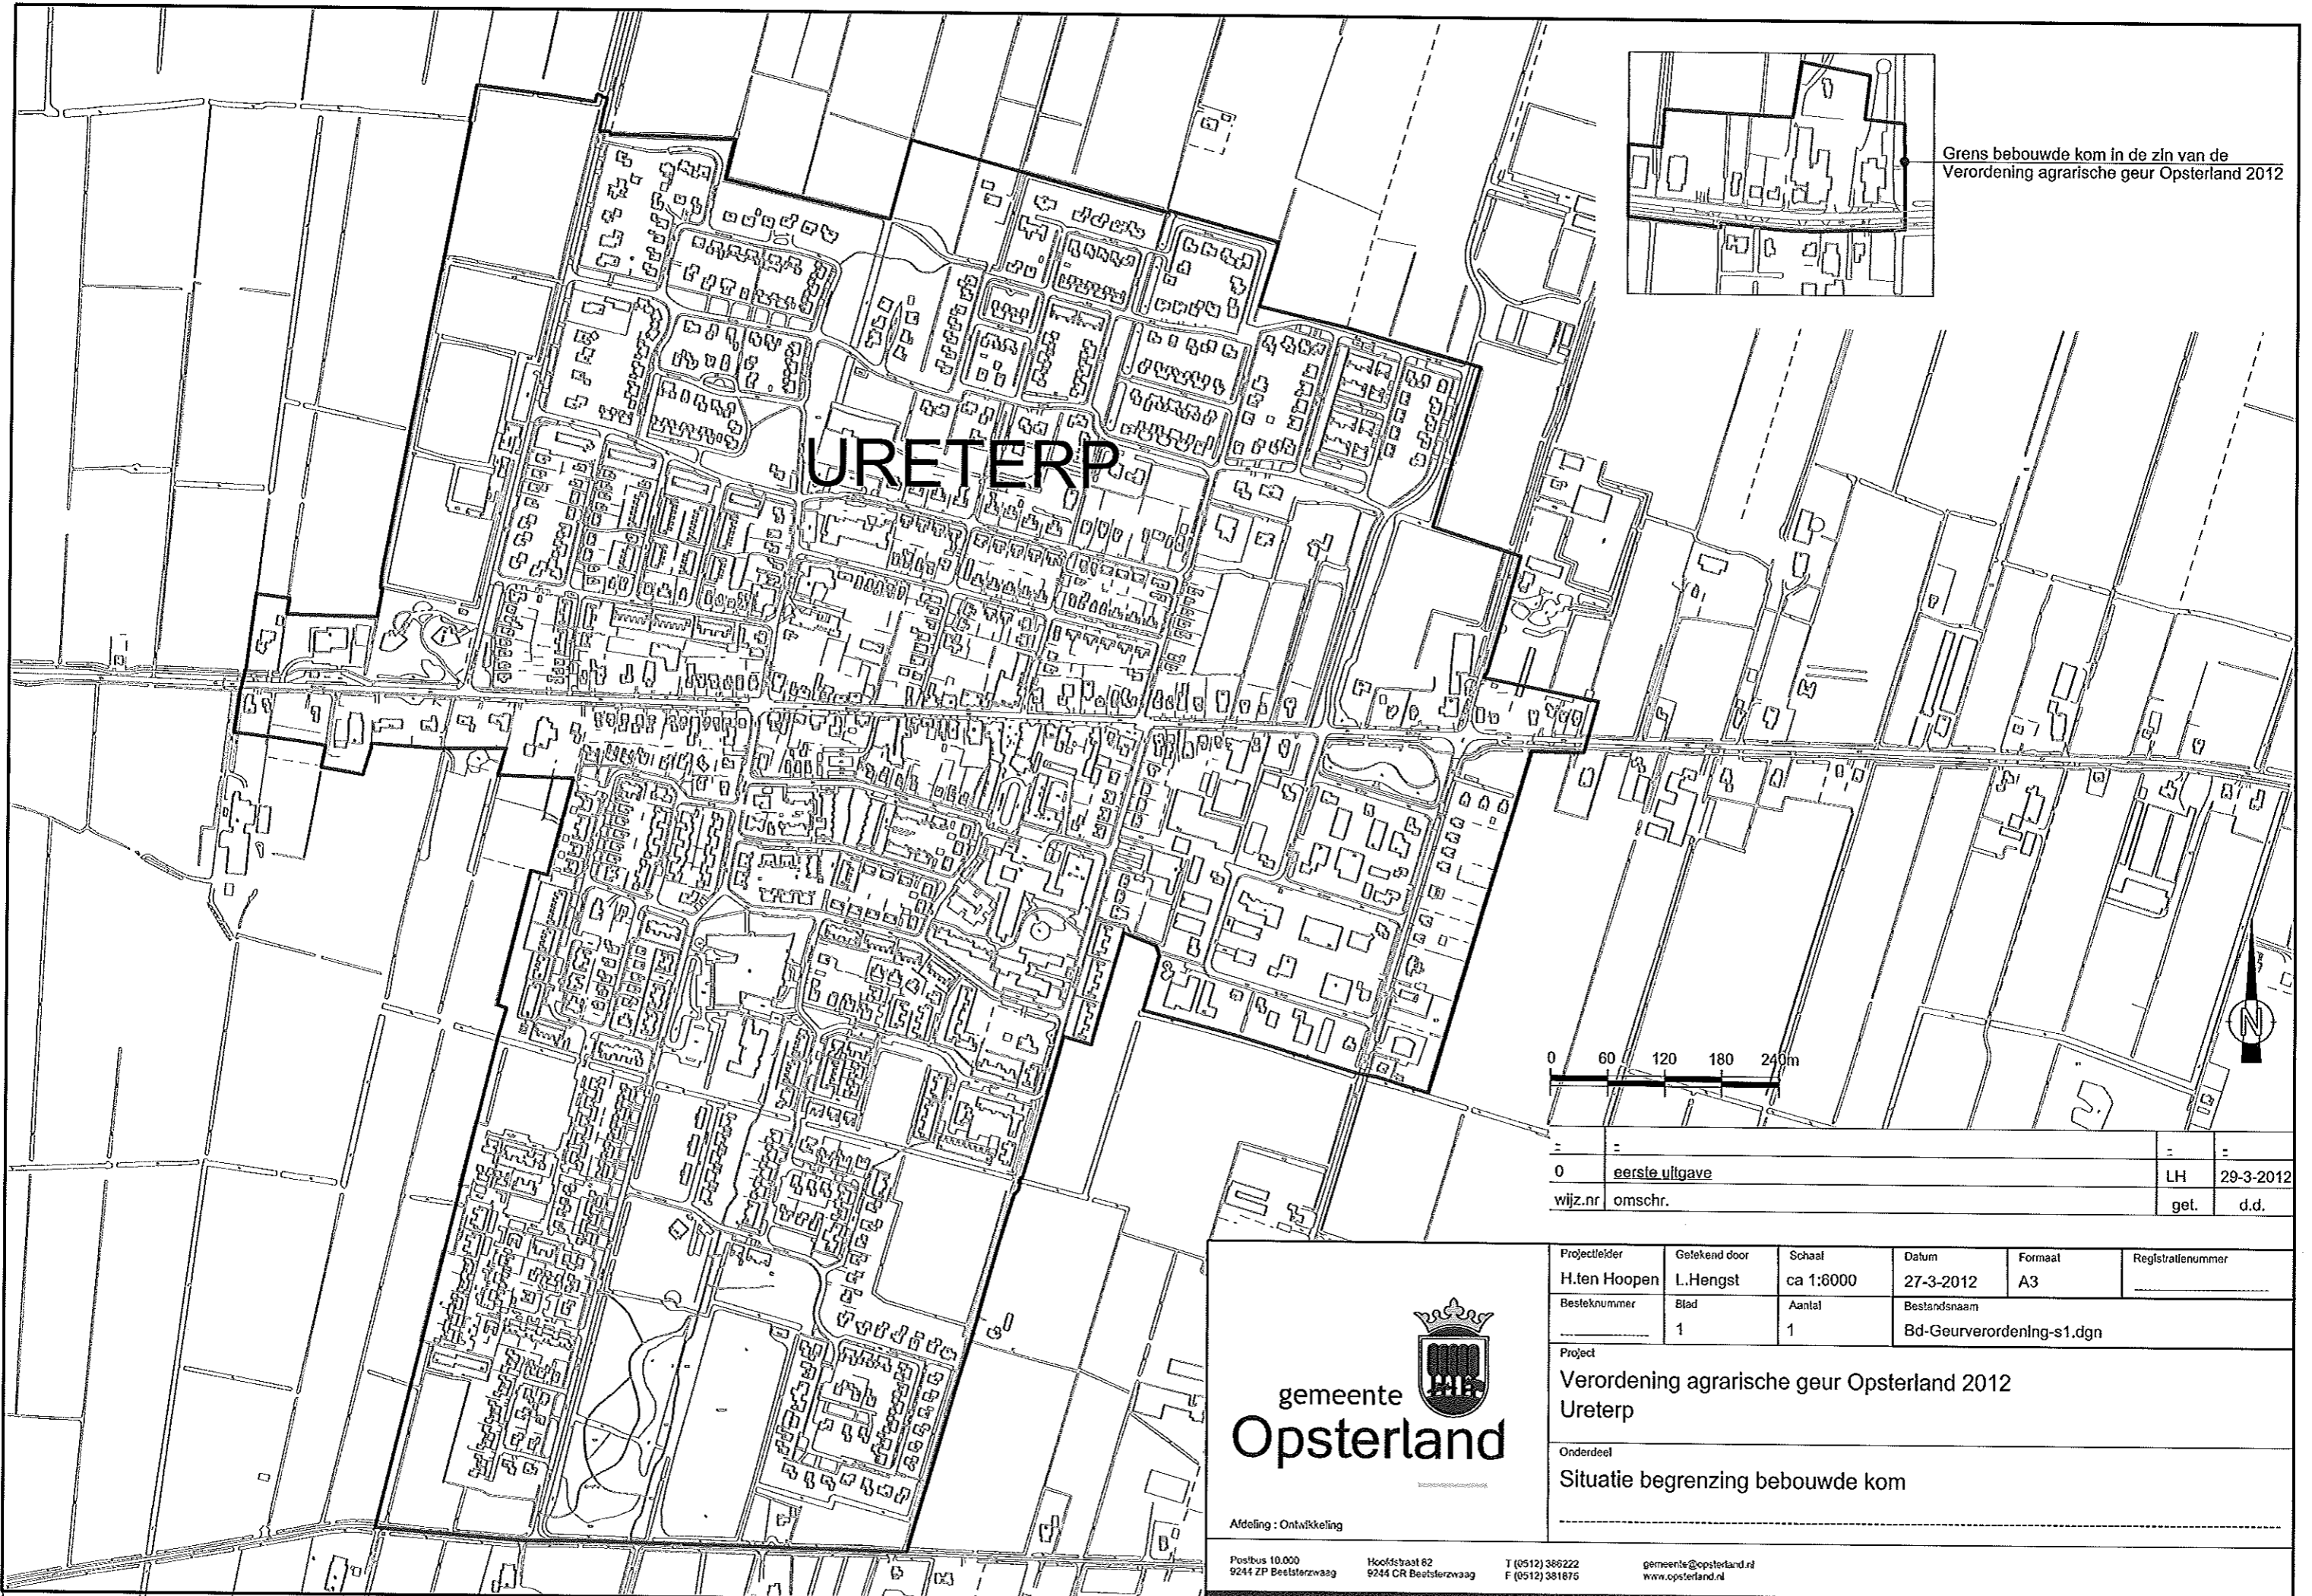 Grens bebouwde kom in de zin van de
Verordening agrarische geur Opsterland 2012
URETERP
N
0 60 120 180 240m
- - - -
0 eerste uitgave LH 29-3-2012
wijz.nr omschr. get. d.d.
Projectleider Getekend door Schaal Datum Formaat Registratienummer
H.ten Hoopen L.Hengst ca 1:6000 27-3-2012 A3
Besteknummer Blad Aantal Bestandsnaam
1 1 Bd-Geurverordening-s1.dgn
Project
Verordening agrarische geur Opsterland 2012
Ureterp
Onderdeel
Situatie begrenzing bebouwde kom
gemeente
Opsterland
Afdeling : Ontwikkeling
Postbus 10.000 Hoofdstraat 82 T (0512) 386222 gemeente@opsterland.nl
9244 ZP Beetsterzwaag 9244 CR Beetsterzwaag F (0512) 381875 www.opsterland.nl